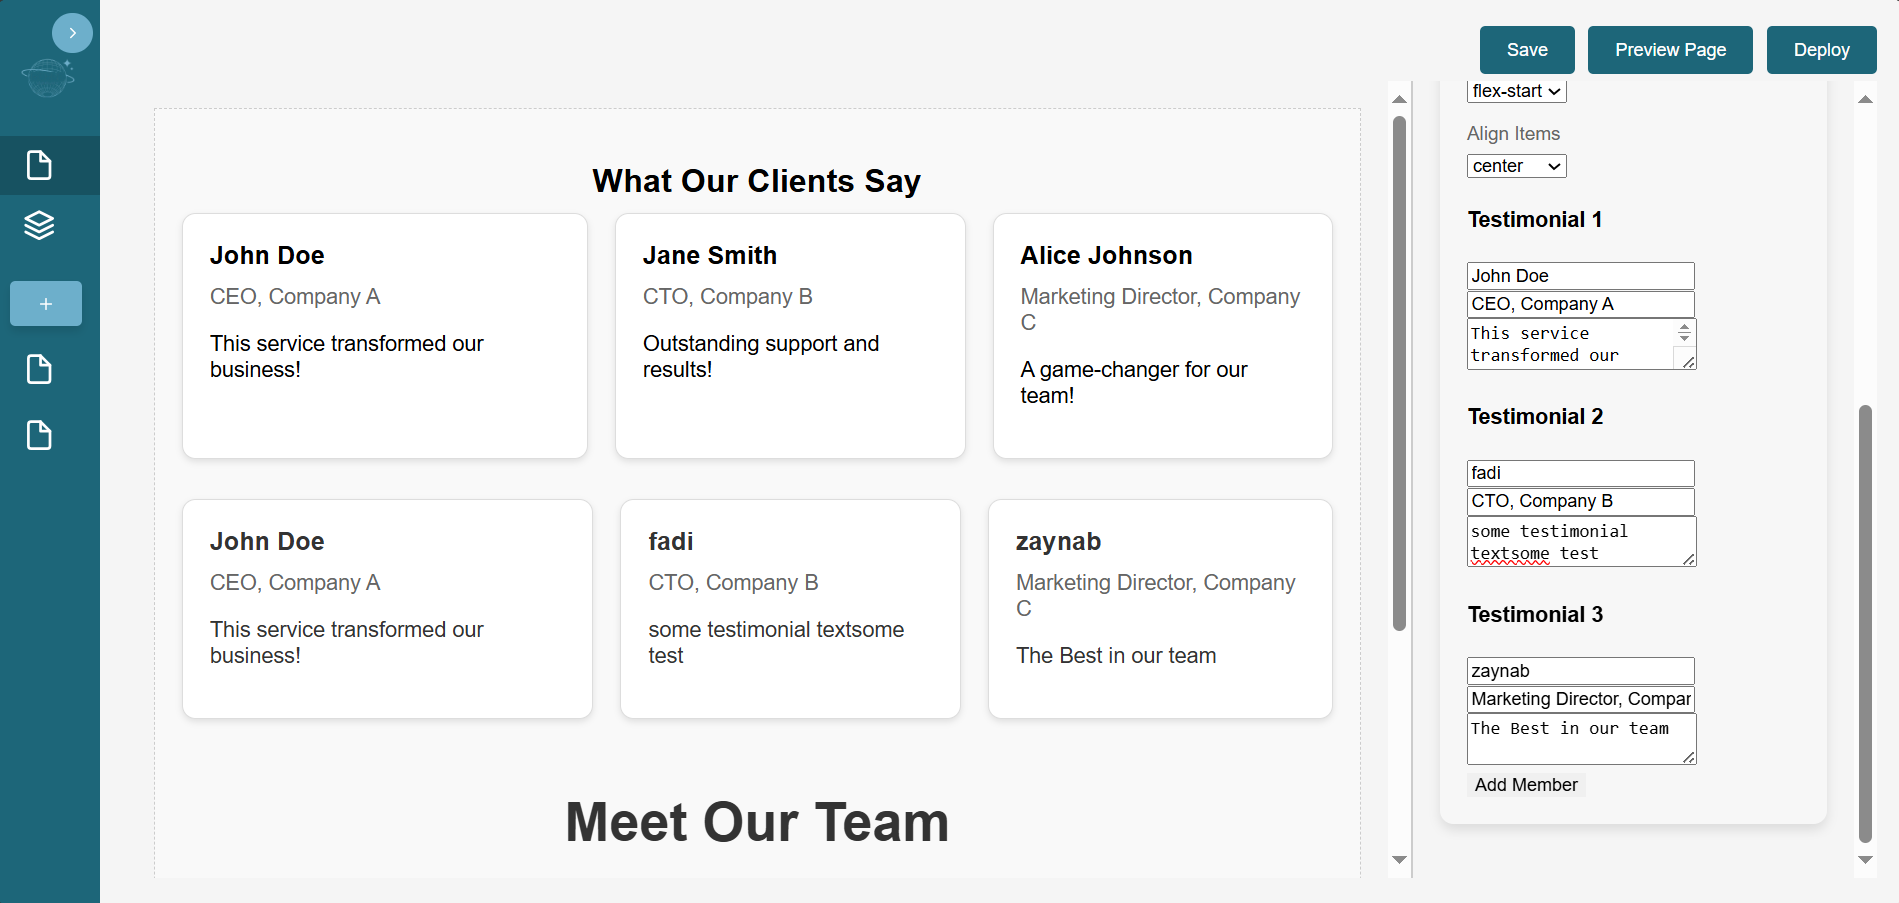 Save
Preview Page
Deploy
What Our Clients Say
John Doe
CEO, Company A
This service transformed our
business!
Jane Smith
CTO, Company B
Outstanding support and
results!
Alice Johnson
Marketing Director, Company
C
A game-changer for our
team!
John Doe
CEO, Company A
This service transformed our
business!
fadi
CTO, Company B
some testimonial textsome
test
zaynab
Marketing Director, Company
C
The Best in our team
Meet Our Team
flex-start
Align Items
center
Testimonial 1
John Doe
CEO, Company A
This service
transformed our
Testimonial 2
fadi
CTO, Company B
some testimonial
textsome test
Testimonial 3
zaynab
Marketing Director, Compar
The Best in our team
Add Member